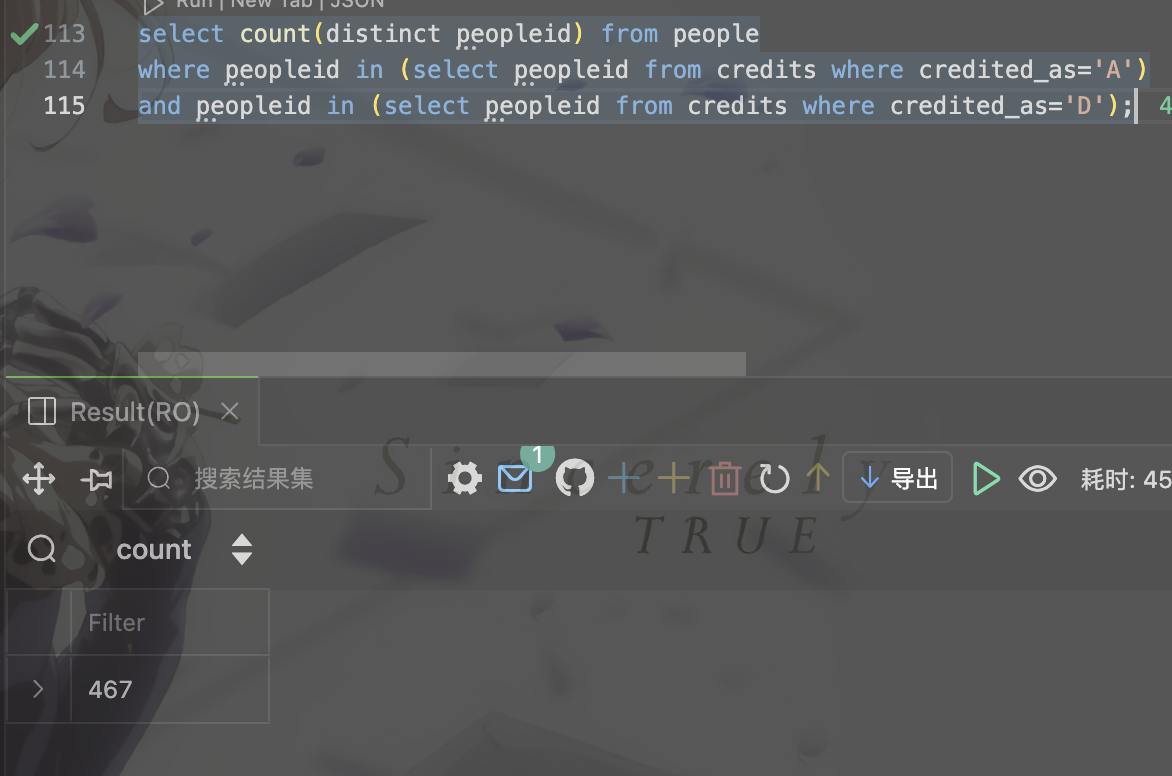 Run | New Tab | JSON
113 select count(distinct peopleid) from people
114 where peopleid in (select peopleid from credits where credited_as='A')
115 and peopleid in (select peopleid from credits where credited_as='D'); 4
Result(RO)
搜索结果集 1 导出 耗时: 45
Sincerely
TRUE
count
Filter
467